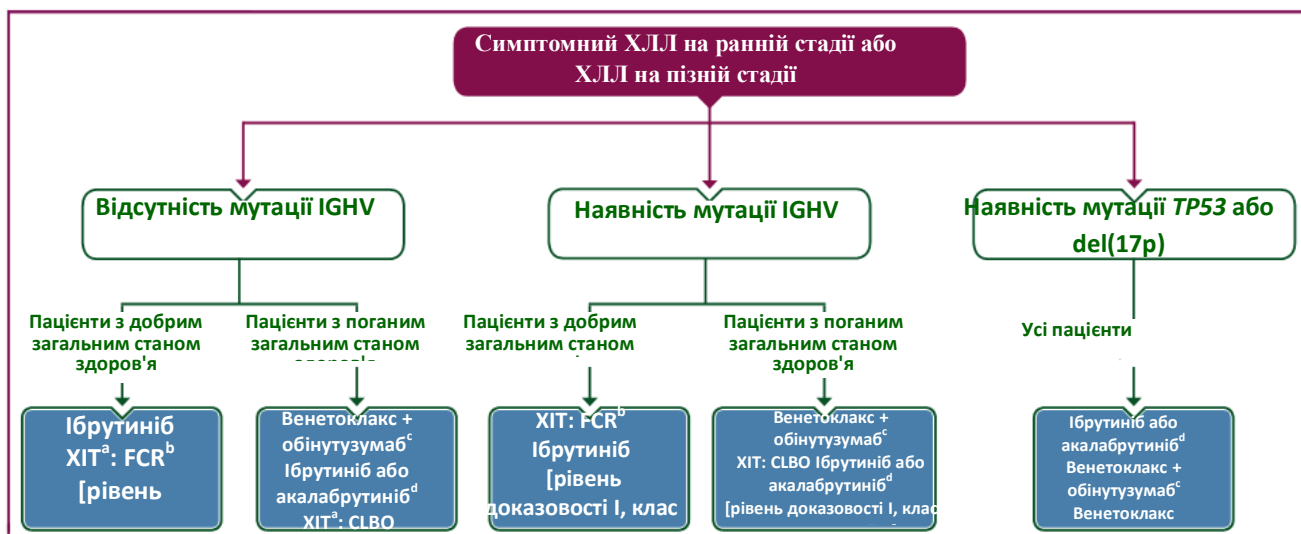 Симптомний ХЛЛ на ранній стадії або
ХЛЛ на пізній стадії
Відсутність мутації IGHV
Наявність мутації IGHV
Наявність мутації TP53 або
del(17p)
Пацієнти з добрим
загальним станом
здоров'я
Пацієнти з поганим
загальним станом
здоров'я
Пацієнти з добрим
загальним станом
Пацієнти з поганим
загальним станом
здоров'я
Усі пацієнти
Ібрутиніб
ХІТa: FCRb
[рівень
Венетоклакс +
обінутузумабc
Ібрутиніб або
акалабрутинібd
ХІТa: CLBO
ХІТ: FCRb
Ібрутиніб
[рівень
доказовості I, клас
Венетоклакс +
обінутузумабc
ХІТ: CLBO Ібрутиніб або
акалабрутинібd
[рівень доказовості I, клас
Ібрутиніб або
акалабрутинібd
Венетоклакс +
обінутузумабc
Венетоклакс